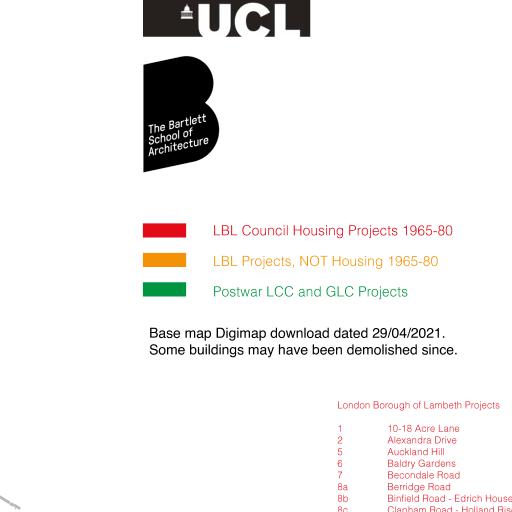 UCL
The Bartlett
School of
Architecture
LBL Council Housing Projects 1965-80
LBL Projects, NOT Housing 1965-80
Postwar LCC and GLC Projects
Base map Digimap download dated 29/04/2021.
Some buildings may have been demolished since.
London Borough of Lambeth Projects
1 10-18 Acre Lane
2 Alexandra Drive
5 Auckland Hill
6 Baldry Gardens
7 Becondale Road
8a Berridge Road
8b Binfield Road - Edrich House
8c Clapham Road - Holland Ris